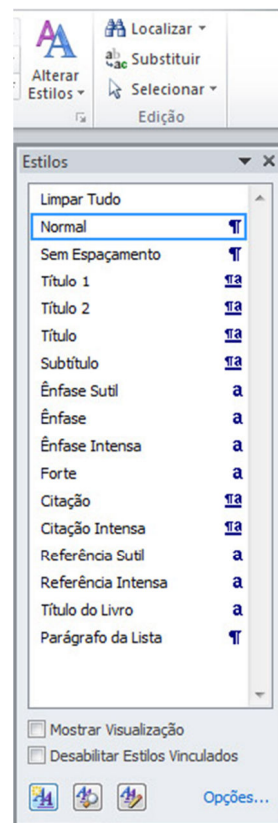 Alterar
Estilos
Localizar
Substituir
Selecionar
Edição
Estilos
Limpar Tudo
Normal ¶
Sem Espaçamento ¶
Título 1 ¶a
Título 2 ¶a
Título ¶a
Subtítulo ¶a
Ênfase Sutil a
Ênfase a
Ênfase Intensa a
Forte a
Citação ¶a
Citação Intensa ¶a
Referência Sutil a
Referência Intensa a
Título do Livro a
Parágrafo da Lista ¶
Mostrar Visualização
Desabilitar Estilos Vinculados
Opções...